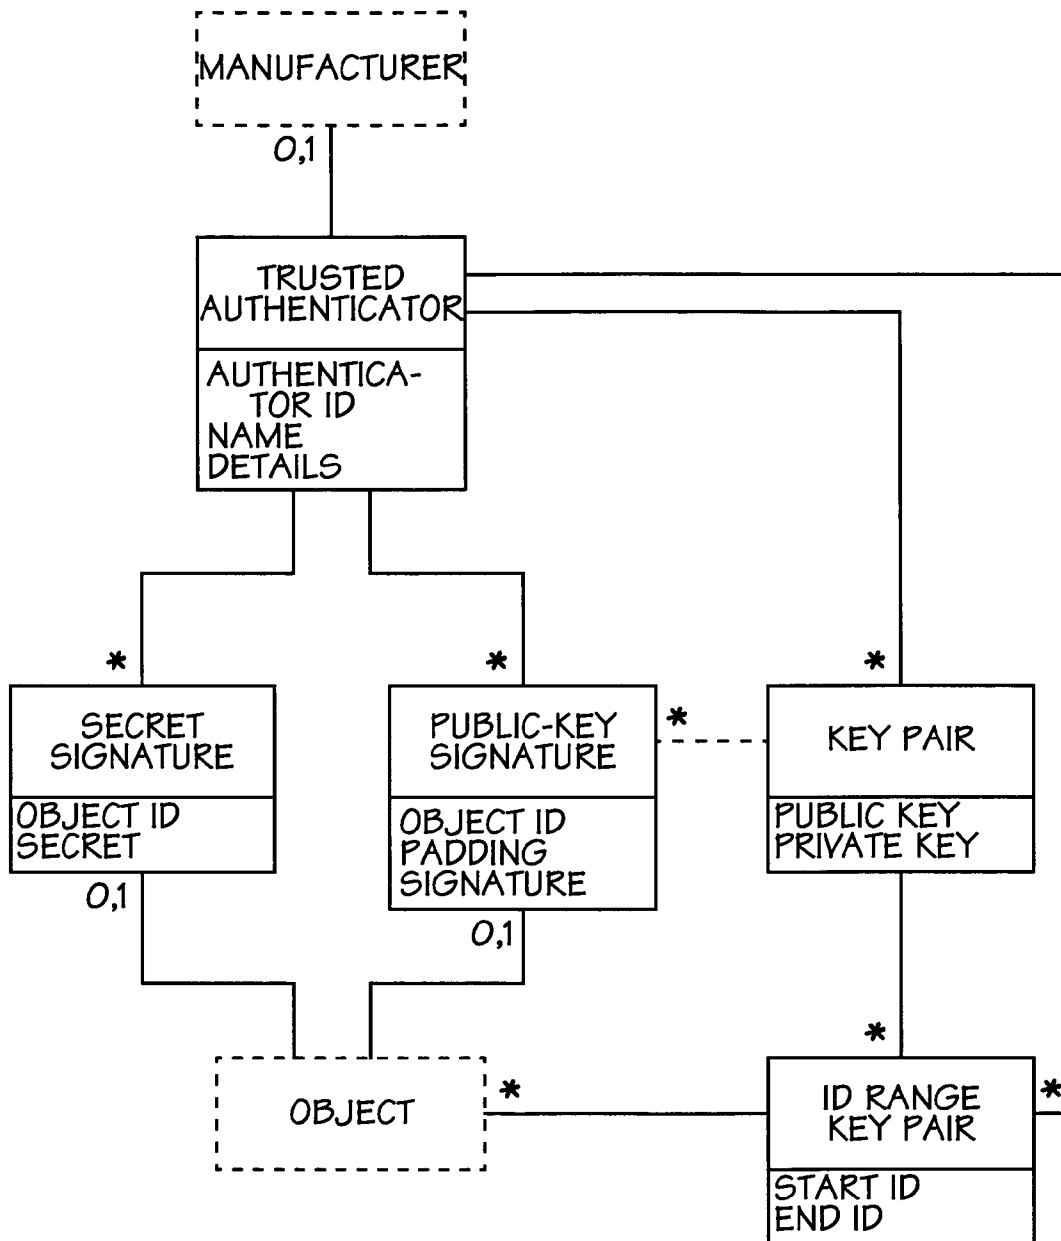 MANUFACTURER
0,1
TRUSTED
AUTHENTICATOR
AUTHENTICA-
TOR ID
NAME
DETAILS
*
*
*
SECRET
SIGNATURE
OBJECT ID
SECRET
0,1
PUBLIC-KEY
SIGNATURE
OBJECT ID
PADDING
SIGNATURE
0,1
*
KEY PAIR
PUBLIC KEY
PRIVATE KEY
*
OBJECT
*
ID RANGE
KEY PAIR
*
START ID
END ID